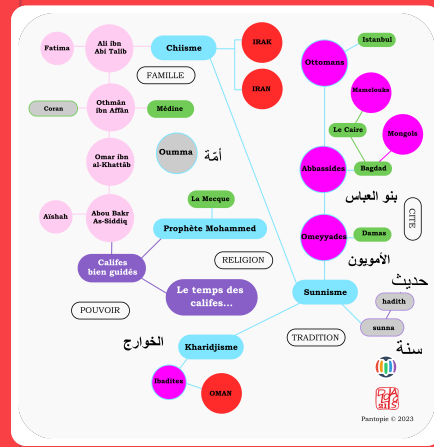 Fatima
Ali ibn
Abi Talib
Chiisme
IRAK
IRAN
FAMILLE
Ottomans
Istanbul
Mamelouks
Mongols
Le Caire
Coran
Othmân
ibn Affân
Médine
Oumma
أمّة
Omar ibn
al-Khattâb
Abbassides
Bagdad
بنو العباس
La Mecque
Aïshah
Abou Bakr
As-Siddiq
Prophète Mohammed
Omeyyades
Damas
CITE
الأمويون
Califes
bien guidés
RELIGION
Le temps des
califes...
POUVOIR
Sunnisme
حديث
hadith
sunna
سنة
TRADITION
الخوارج
Kharidjisme
Ibadites
OMAN
Pantopie © 2023